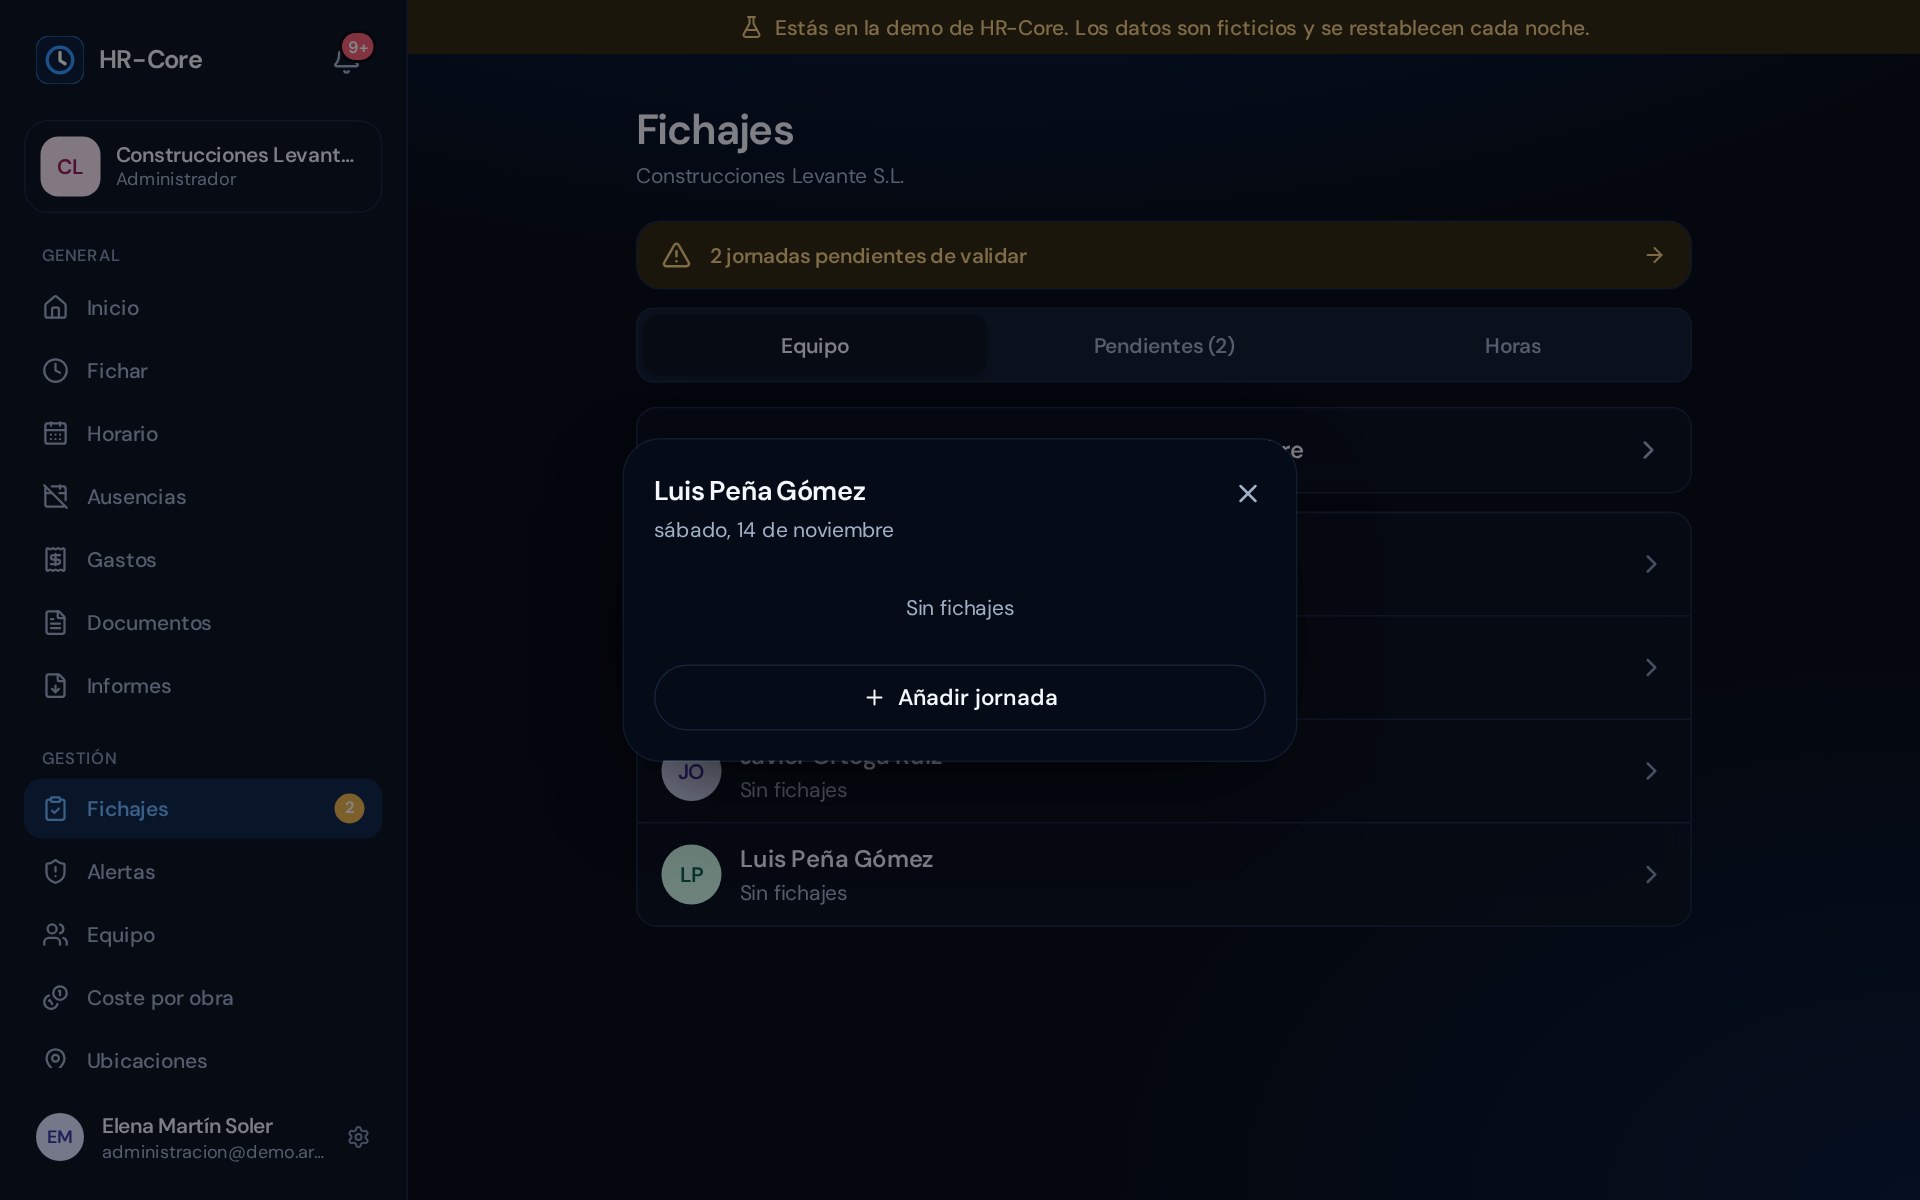 HR-Core
9+
CL
Construcciones Levant...
Administrador
GENERAL
Inicio
Fichar
Horario
Ausencias
Gastos
Documentos
Informes
GESTIÓN
Fichajes
2
Alertas
Equipo
Coste por obra
Ubicaciones
EM
Elena Martín Soler
administracion@demo.ar...
Estás en la demo de HR-Core. Los datos son ficticios y se restablecen cada noche.
Fichajes
Construcciones Levante S.L.
2 jornadas pendientes de validar
Equipo
Pendientes (2)
Horas
Luis Peña Gómez
sábado, 14 de noviembre
Sin fichajes
+ Añadir jornada
JO
Javier Ortega Ruiz
Sin fichajes
LP
Luis Peña Gómez
Sin fichajes